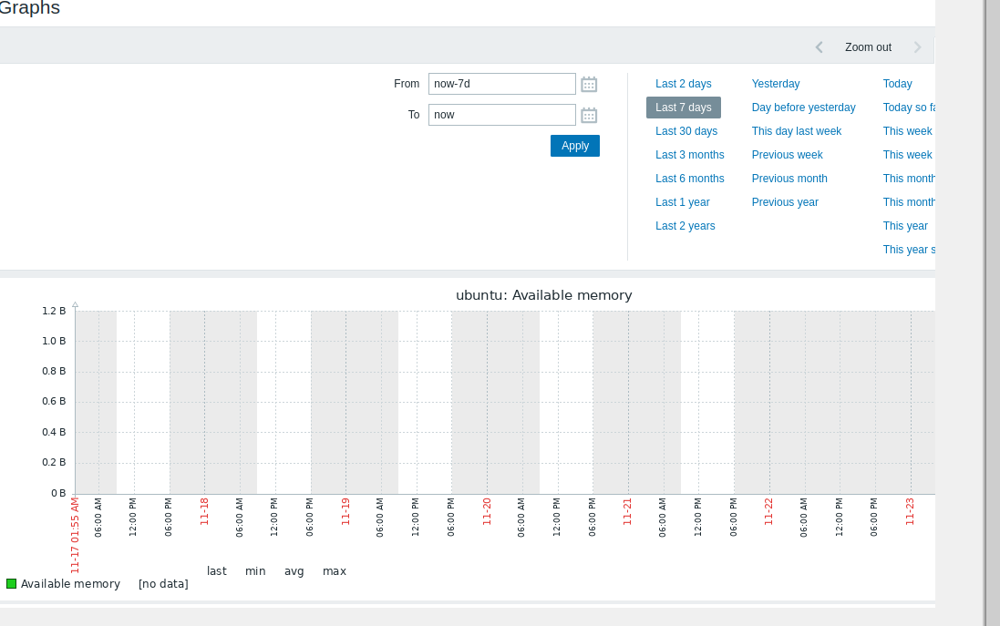 Graphs
Zoom out
From now-7d
To now
Apply
Last 2 days Yesterday Today
Last 7 days Day before yesterday Today so fa
Last 30 days This day last week This week
Last 3 months Previous week This week
Last 6 months Previous month This month
Last 1 year Previous year This month
Last 2 years This year
This year s
ubuntu: Available memory
1.2 B
1.0 B
0.8 B
0.6 B
0.4 B
0.2 B
0 B
11-17 01:55 AM 06:00 AM 12:00 PM 06:00 PM 11-18 06:00 AM 12:00 PM 06:00 PM 11-19 06:00 AM 12:00 PM 06:00 PM 11-20 06:00 AM 12:00 PM 06:00 PM 11-21 06:00 AM 12:00 PM 06:00 PM 11-22 06:00 AM 12:00 PM 06:00 PM 11-23
last min avg max
Available memory [no data]